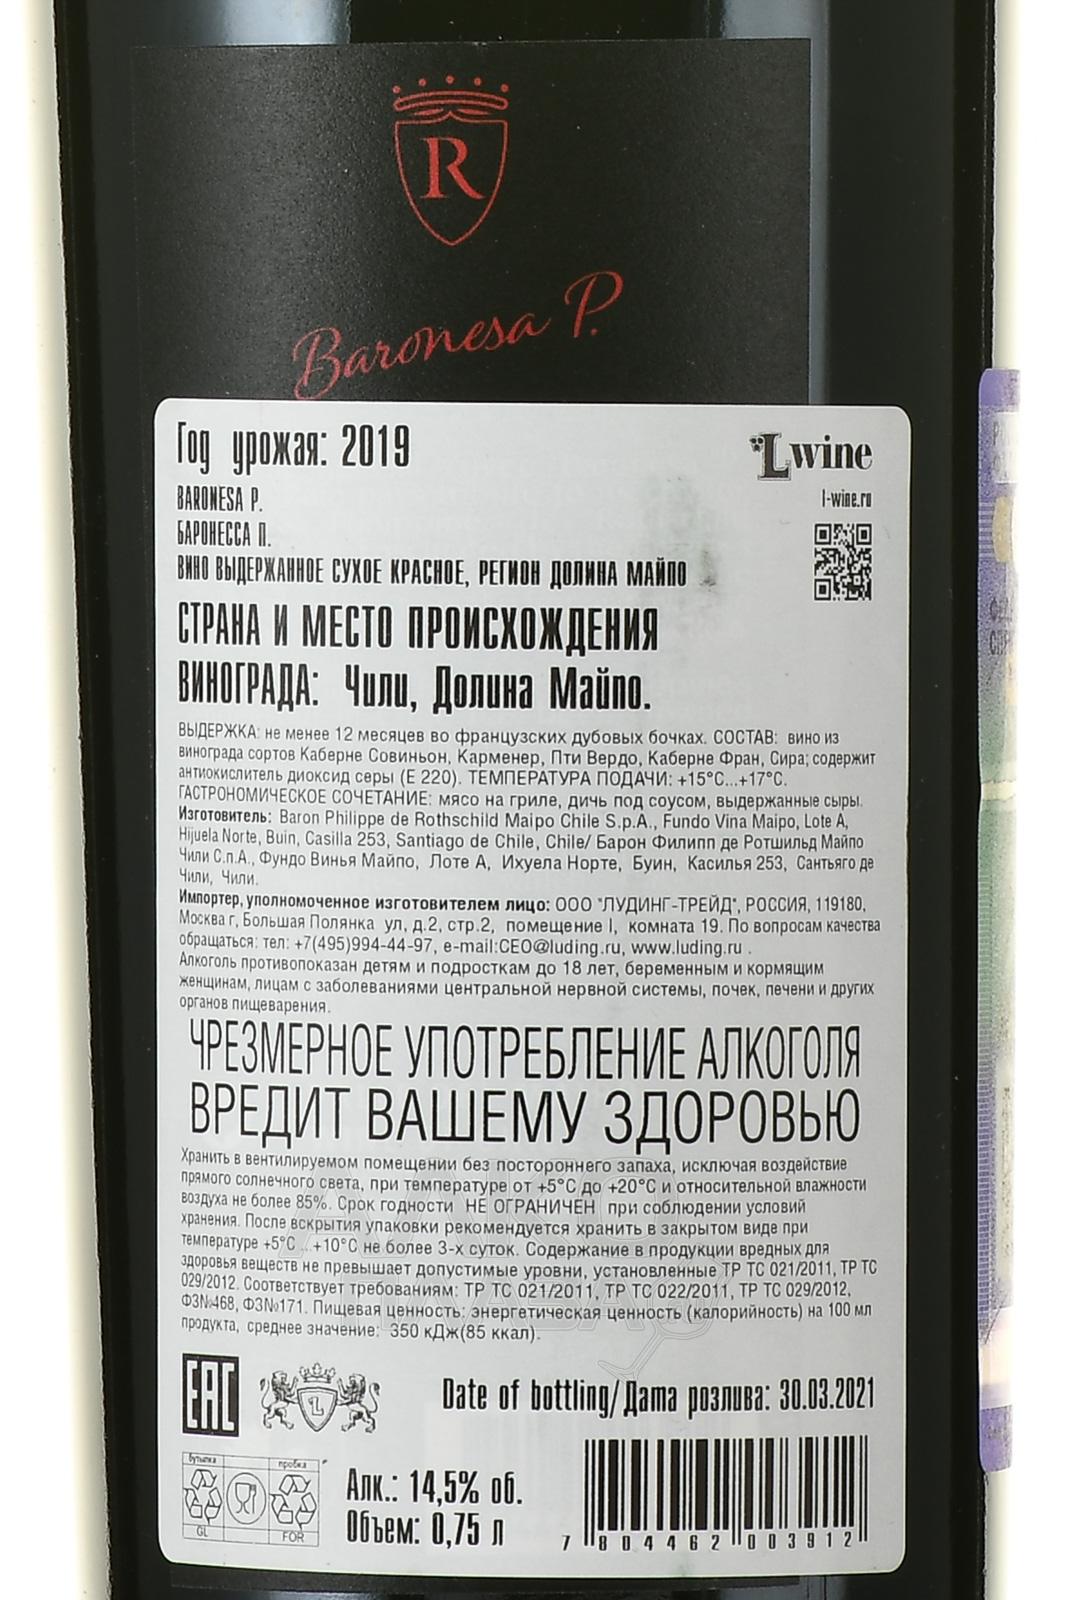 R
Baronesa P.
Год урожая: 2019
Lwine
l-wine.ru
BARONESA P.
БАРОНЕССА П.
ВИНО ВЫДЕРЖАННОЕ СУХОЕ КРАСНОЕ, РЕГИОН ДОЛИНА МАЙПО
СТРАНА И МЕСТО ПРОИСХОЖДЕНИЯ
ВИНОГРАДА: Чили, Долина Майпо.
ВЫДЕРЖКА: не менее 12 месяцев во французских дубовых бочках. СОСТАВ: вино из
винограда сортов Каберне Совиньон, Карменер, Пти Вердо, Каберне Фран, Сира; содержит
антиокислитель диоксид серы (Е 220). ТЕМПЕРАТУРА ПОДАЧИ: +15°С...+17°С.
ГАСТРОНОМИЧЕСКОЕ СОЧЕТАНИЕ: мясо на гриле, дичь под соусом, выдержанные сыры.
Изготовитель: Baron Philippe de Rothschild Maipo Chile S.p.A., Fundo Vina Maipo, Lote A,
Hijuela Norte, Buin, Casilla 253, Santiago de Chile, Chile/ Барон Филипп де Ротшильд Майпо
Чили С.п.А., Фундо Винья Майпо, Лоте А, Ихуела Норте, Буин, Касилья 253, Сантьяго де
Чили, Чили.
Импортер, уполномоченное изготовителем лицо: ООО "ЛУДИНГ-ТРЕЙД", РОССИЯ, 119180,
Москва г, Большая Полянка ул, д.2, стр.2, помещение I, комната 19. По вопросам качества
обращаться: тел: +7(495)994-44-97, e-mail:CEO@luding.ru, www.luding.ru .
Алкоголь противопоказан детям и подросткам до 18 лет, беременным и кормящим
женщинам, лицам с заболеваниями центральной нервной системы, почек, печени и других
органов пищеварения.
ЧРЕЗМЕРНОЕ УПОТРЕБЛЕНИЕ АЛКОГОЛЯ
ВРЕДИТ ВАШЕМУ ЗДОРОВЬЮ
Хранить в вентилируемом помещении без постороннего запаха, исключая воздействие
прямого солнечного света, при температуре от +5°С до +20°С и относительной влажности
воздуха не более 85%. Срок годности НЕ ОГРАНИЧЕН при соблюдении условий
хранения. После вскрытия упаковки рекомендуется хранить в закрытом виде при
температуре +5°С ...+10°С не более 3-х суток. Содержание в продукции вредных для
здоровья веществ не превышает допустимые уровни, установленные ТР ТС 021/2011, ТР ТС
029/2012. Соответствует требованиям: ТР ТС 021/2011, ТР ТС 022/2011, ТР ТС 029/2012,
ФЗ№468, ФЗ№171. Пищевая ценность: энергетическая ценность (калорийность) на 100 мл
продукта, среднее значение: 350 кДж(85 ккал).
EAC
L
Date of bottling/Дата розлива: 30.03.2021
бутылка пробка
GL FOR
Алк.: 14,5% об.
Объем: 0,75 л
7 804462 003912